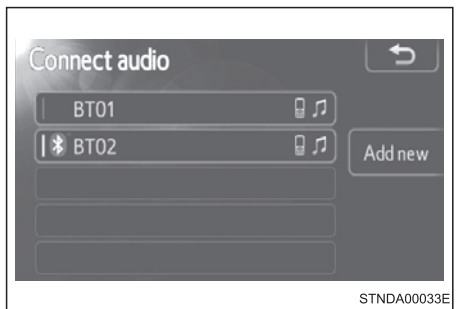 Connect audio
BT01
BT02
Add new
STNDA00033E